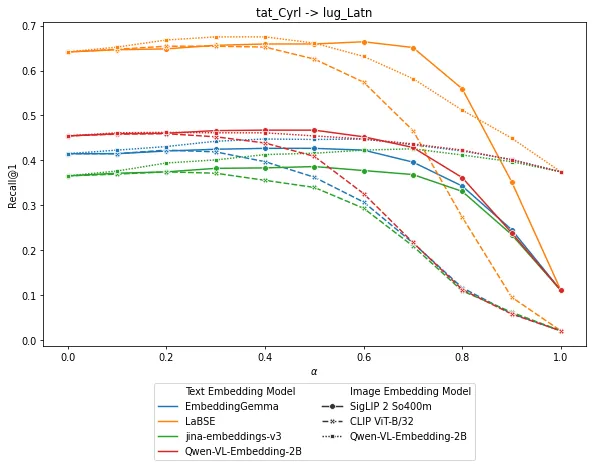 tat_Cyrl -> lug_Latn
Recall@1
0.7
0.6
0.5
0.4
0.3
0.2
0.1
0.0
0.0 0.2 0.4 0.6 0.8 1.0
α
Text Embedding Model
EmbeddingGemma
LaBSE
jina-embeddings-v3
Qwen-VL-Embedding-2B
Image Embedding Model
SigLIP 2 So400m
CLIP ViT-B/32
Qwen-VL-Embedding-2B